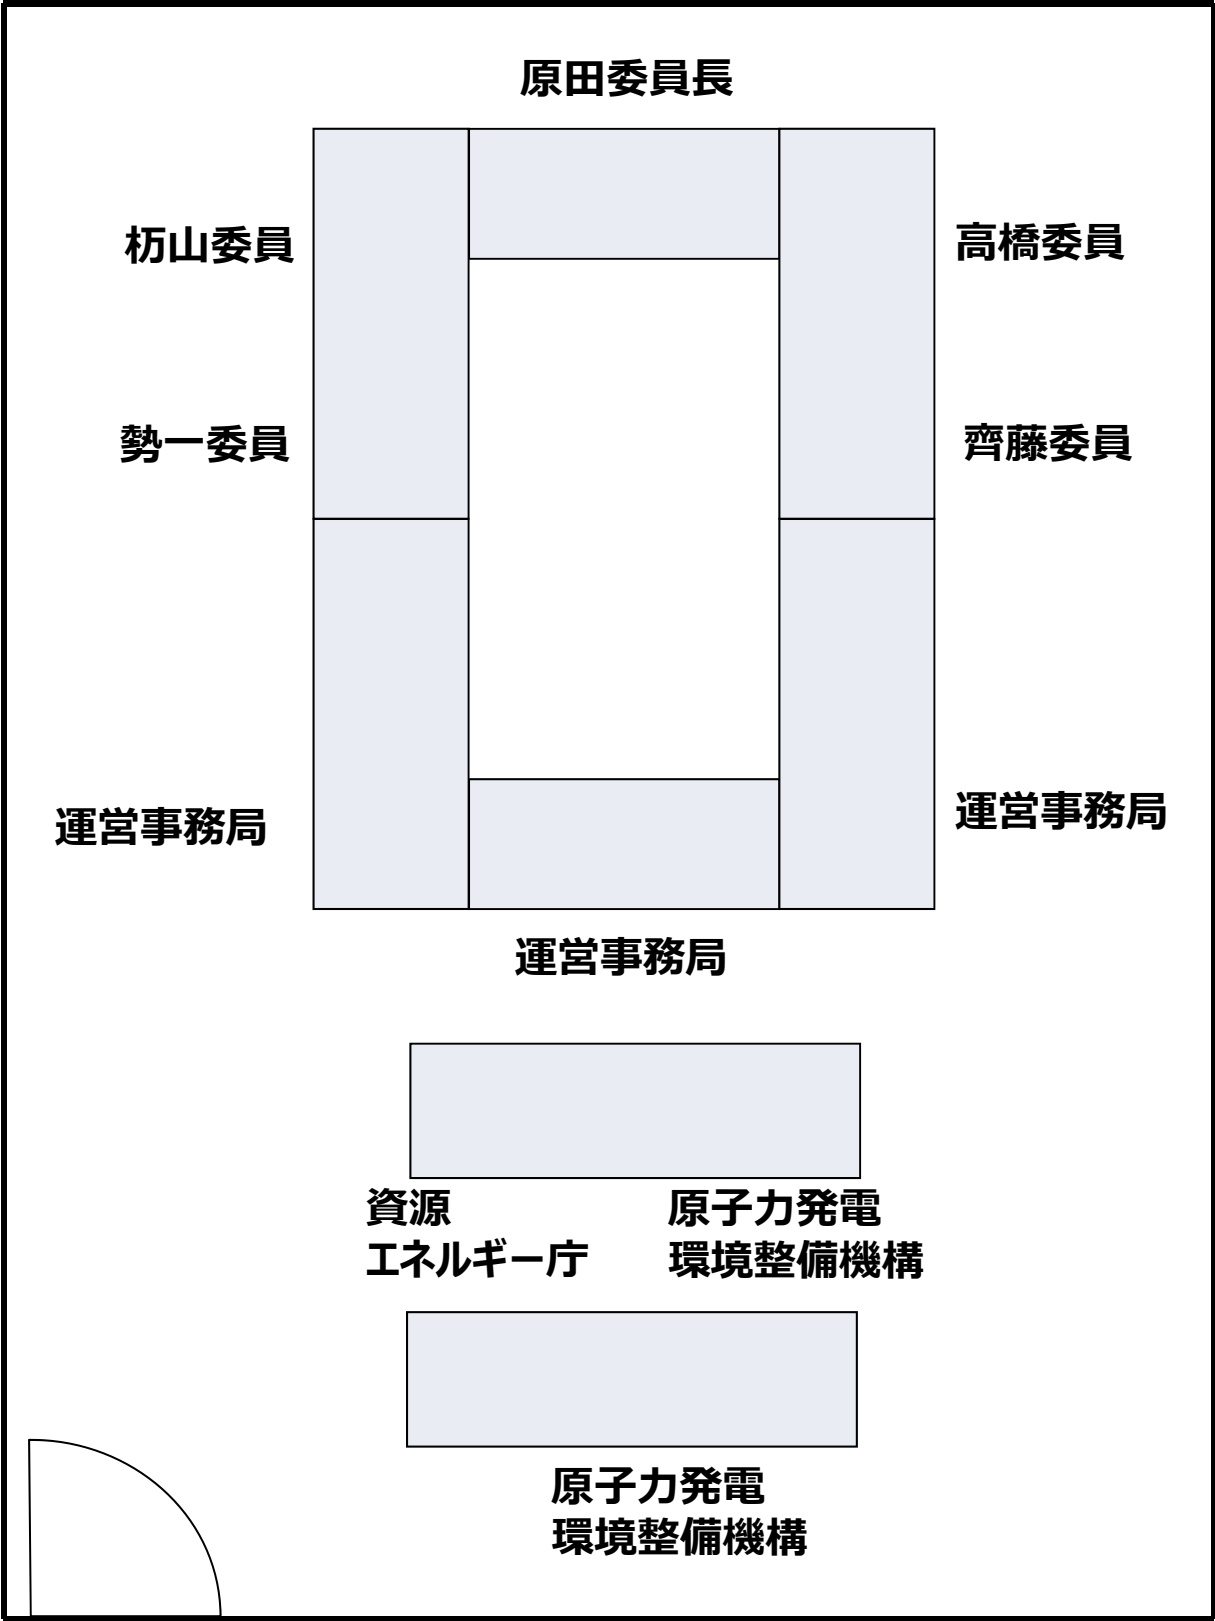 原田委員長
杤山委員
高橋委員
勢一委員
齊藤委員
運営事務局
運営事務局
運営事務局
資源
エネルギー庁
原子力発電
環境整備機構
原子力発電
環境整備機構